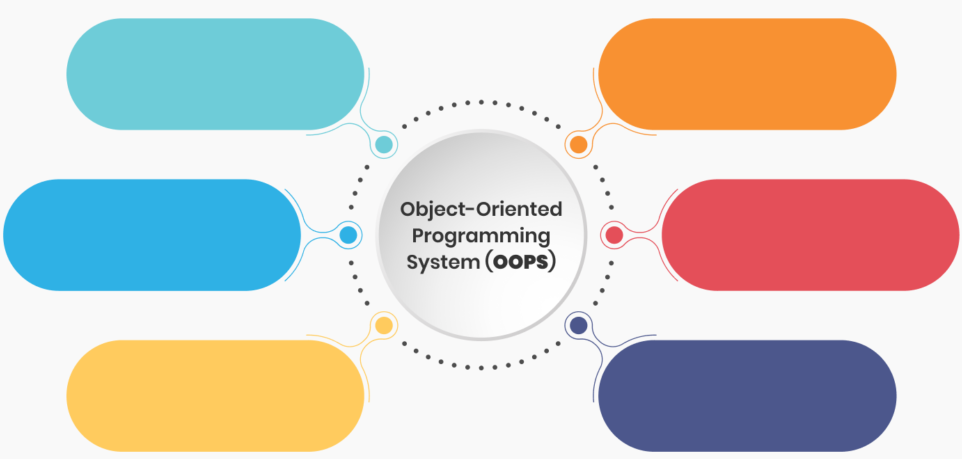 Object-Oriented
Programming
System (OOPS)